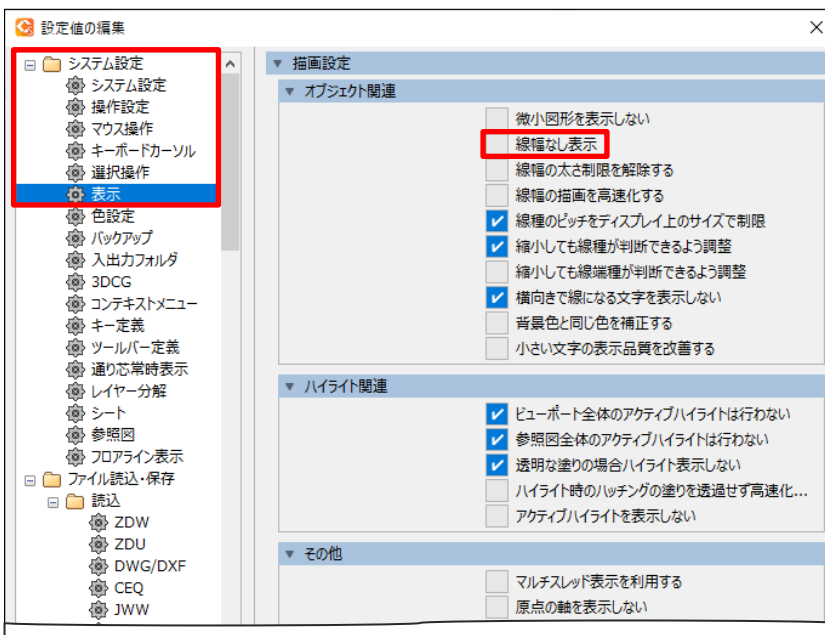 設定値の編集
システム設定
システム設定
操作設定
マウス操作
キーボードカーソル
選択操作
表示
色設定
バックアップ
入出力フォルダ
3DCG
コンテキストメニュー
キー定義
ツールバー定義
通り芯常時表示
レイヤー分解
シート
参照図
フロアライン表示
ファイル読込・保存
読込
ZDW
ZDU
DWG/DXF
CEQ
JWW
描画設定
オブジェクト関連
微小図形を表示しない
線幅なし表示
線幅の太さ制限を解除する
線幅の描画を高速化する
線種のピッチをディスプレイ上のサイズで制限
縮小しても線種が判断できるよう調整
縮小しても線端種が判断できるよう調整
横向きで線になる文字を表示しない
背景色と同じ色を補正する
小さい文字の表示品質を改善する
ハイライト関連
ビューポート全体のアクティブハイライトは行わない
参照図全体のアクティブハイライトは行わない
透明な塗りの場合ハイライト表示しない
ハイライト時のハッチングの塗りを透過せず高速化...
アクティブハイライトを表示しない
その他
マルチスレッド表示を利用する
原点の軸を表示しない